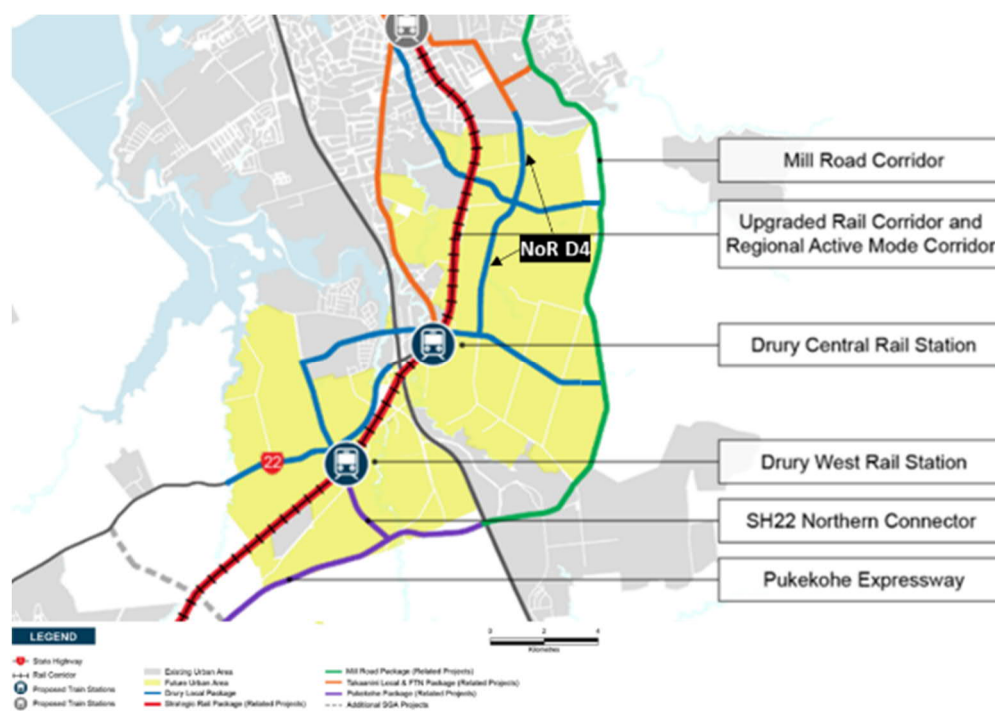 Mill Road Corridor
Upgraded Rail Corridor and
Regional Active Mode Corridor
NoR D4
Drury Central Rail Station
22
Drury West Rail Station
SH22 Northern Connector
Pukekohe Expressway
LEGEND
State Highway
Rail Corridor
Proposed Train Stations
Proposed Train Stations
Existing Urban Area
Future Urban Area
Drury Local Package
Strategic Rail Package (Related Projects)
Mill Road Package (Related Projects)
Takaanini Local & FTN Package (Related Projects)
Pukekohe Package (Related Projects)
Additional SGA Projects
0 2 4
Kilometres